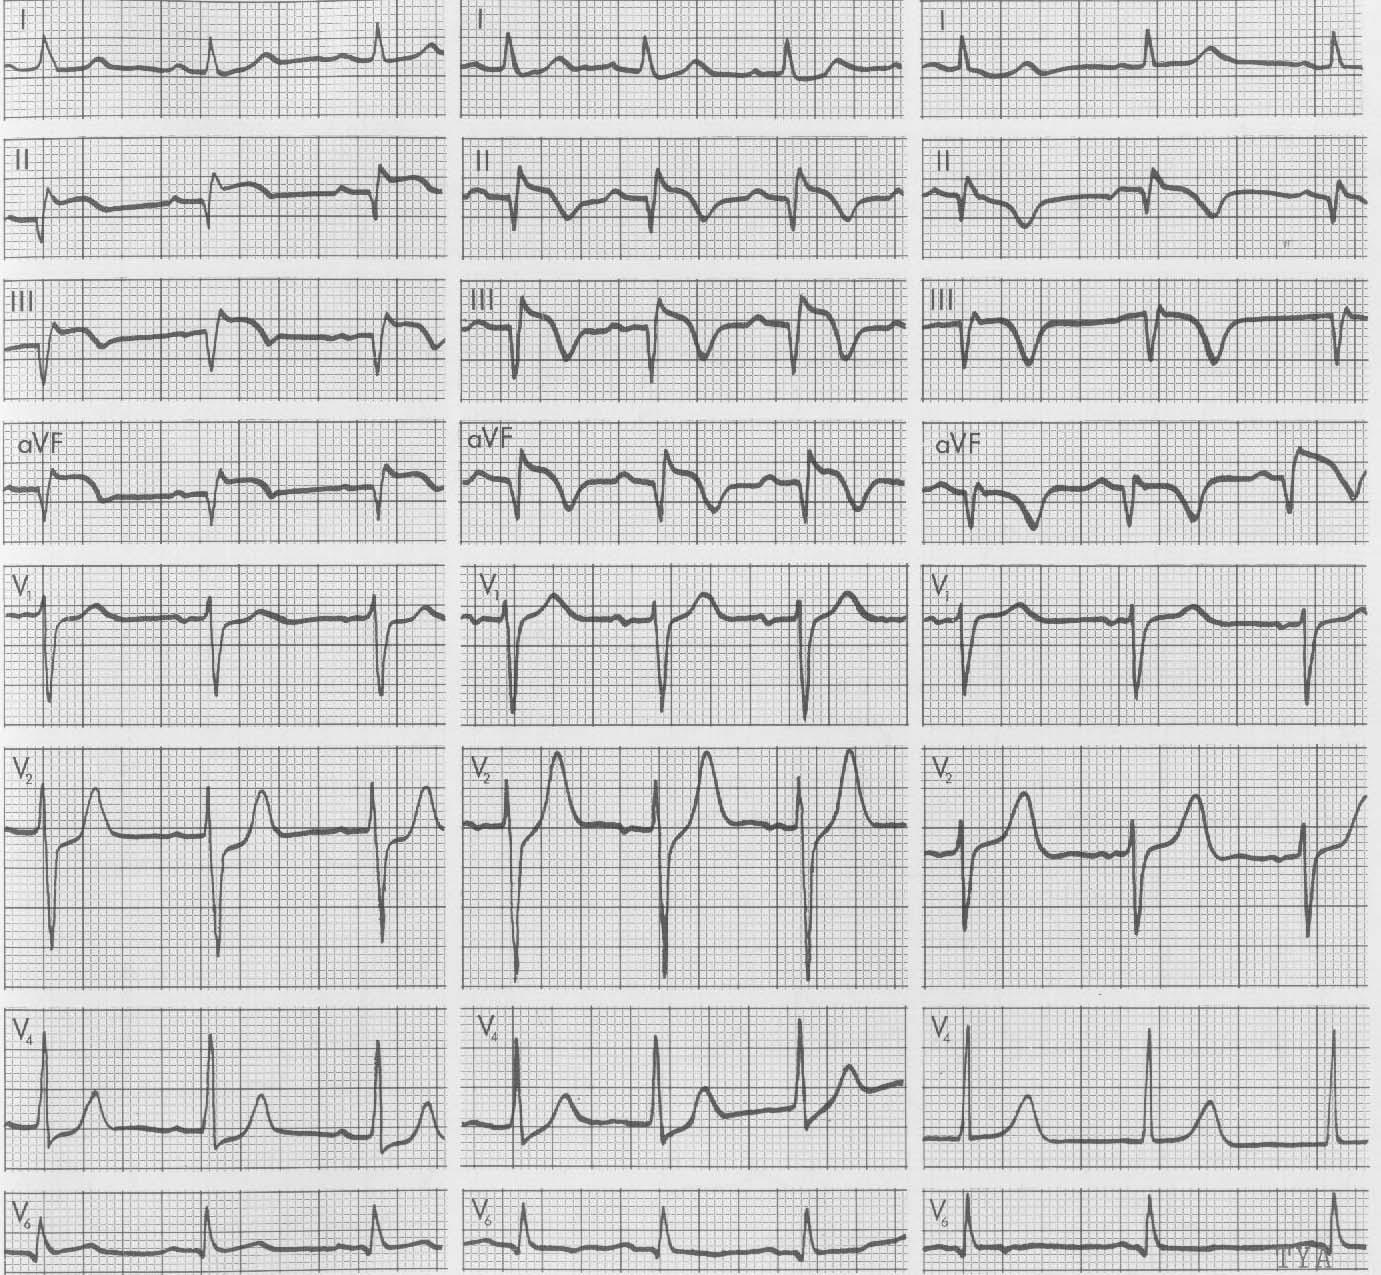 I I I
II II II
III III III
aVF aVF aVF
V1 V1 V1
V2 V2 V2
V4 V4 V4
V6 V6 V6
TYA